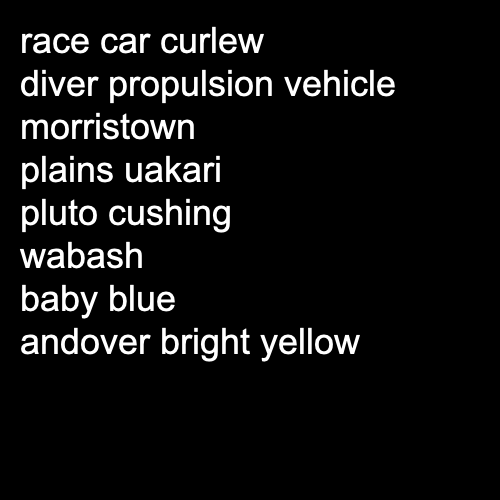 race car curlew
diver propulsion vehicle
morristown
plains uakari
pluto cushing
wabash
baby blue
andover bright yellow